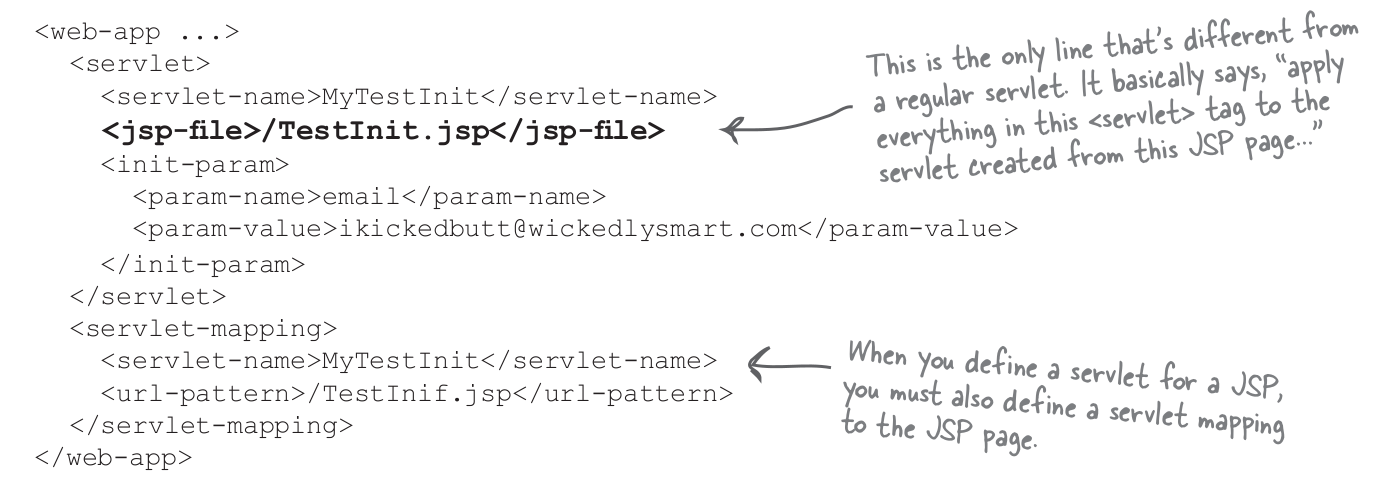 <web-app ...>
<servlet>
<servlet-name>MyTestInit</servlet-name>
<jsp-file>/TestInit.jsp</jsp-file>
<init-param>
<param-name>email</param-name>
<param-value>ikickedbutt@wickedlysmart.com</param-value>
</init-param>
</servlet>
<servlet-mapping>
<servlet-name>MyTestInit</servlet-name>
<url-pattern>/TestInif.jsp</url-pattern>
</servlet-mapping>
</web-app>
This is the only line that's different from
a regular servlet. It basically says, "apply
everything in this <servlet> tag to the
servlet created from this JSP page..."
When you define a servlet for a JSP,
you must also define a servlet mapping
to the JSP page.